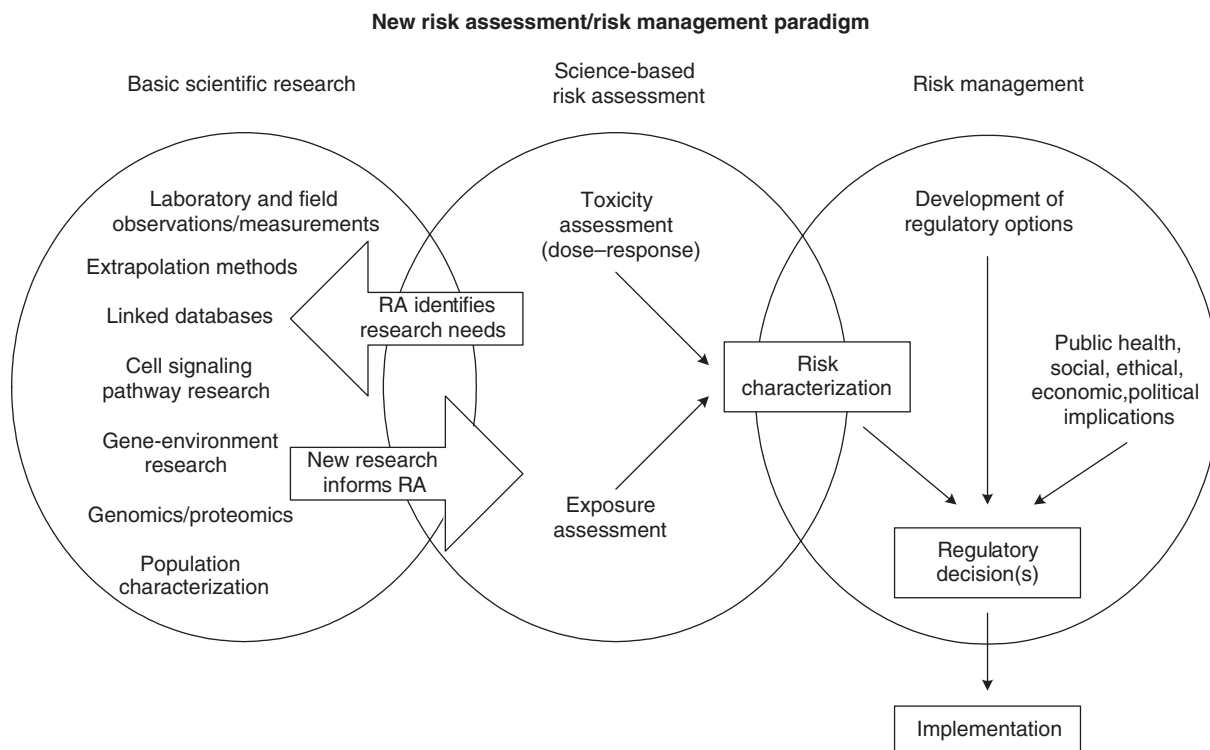 New risk assessment/risk management paradigm
Basic scientific research
Science-based
risk assessment
Risk management
Laboratory and field
observations/measurements
Extrapolation methods
Linked databases
Cell signaling
pathway research
Gene-environment
research
Genomics/proteomics
Population
characterization
RA identifies
research needs
New research
informs RA
Toxicity
assessment
(dose–response)
Exposure
assessment
Risk
characterization
Development of
regulatory options
Public health,
social, ethical,
economic,political
implications
Regulatory
decision(s)
Implementation